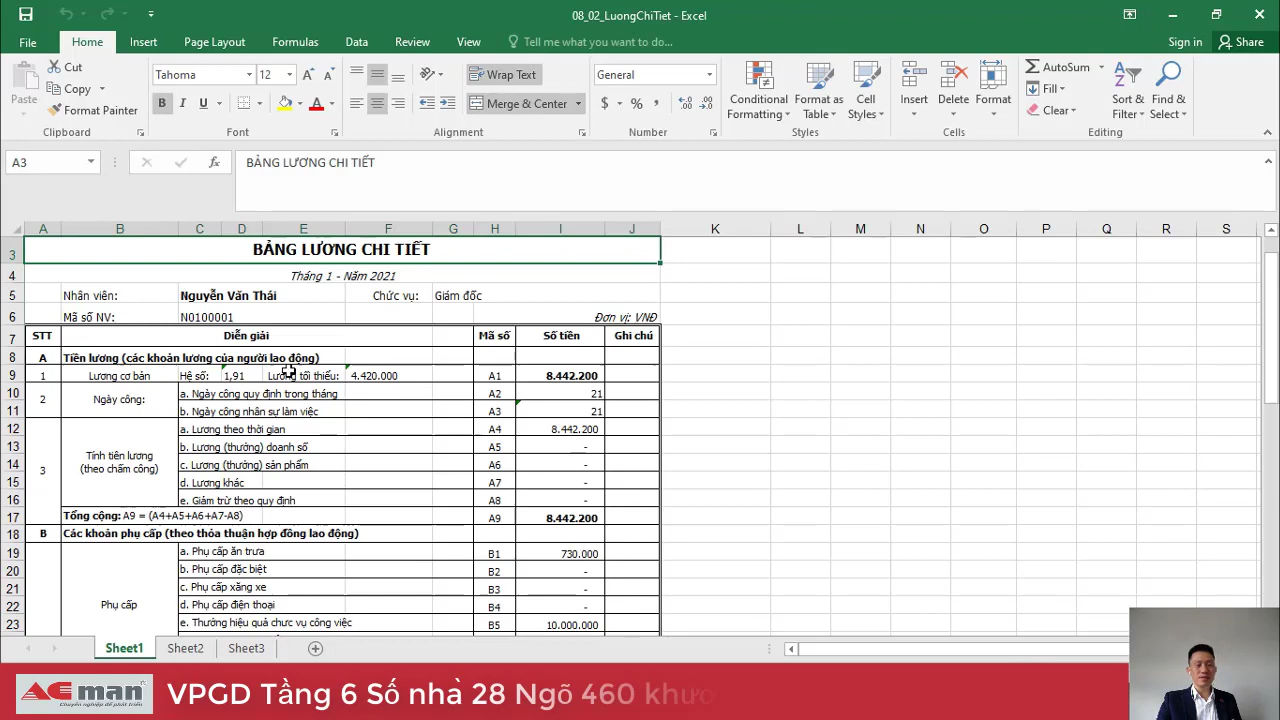 08_02_LuongChiTiet - Excel
File Home Insert Page Layout Formulas Data Review View Tell me what you want to do... Sign in Share
Paste Cut Copy Format Painter Clipboard
Tahoma 12 B I U A Font
Wrap Text Merge & Center Alignment
General $ % , Number
Conditional Formatting Format as Table Cell Styles Styles
Insert Delete Format Cells
AutoSum Fill Clear Sort & Filter Find & Select Editing
A3 fx BẢNG LƯƠNG CHI TIẾT
A B C D E F G H I J K L M N O P Q R S
3 BẢNG LƯƠNG CHI TIẾT
4 Tháng 1 - Năm 2021
5 Nhân viên: Nguyễn Văn Thái Chức vụ: Giám đốc
6 Mã số NV: N0100001 Đơn vị: VNĐ
7 STT Diễn giải Mã số Số tiền Ghi chú
8 A Tiền lương (các khoản lương của người lao động)
9 1 Lương cơ bản Hệ số: 1,91 Lương tối thiểu: 4.420.000 A1 8.442.200
10 2 Ngày công: a. Ngày công quy định trong tháng A2 21
11 b. Ngày công nhân sự làm việc A3 21
12 3 Tính tiền lương (theo chấm công) a. Lương theo thời gian A4 8.442.200
13 b. Lương (thưởng) doanh số A5 -
14 c. Lương (thưởng) sản phẩm A6 -
15 d. Lương khác A7 -
16 e. Giảm trừ theo quy định A8 -
17 Tổng cộng: A9 = (A4+A5+A6+A7-A8) A9 8.442.200
18 B Các khoản phụ cấp (theo thỏa thuận hợp đồng lao động)
19 Phụ cấp a. Phụ cấp ăn trưa B1 730.000
20 b. Phụ cấp đặc biệt B2 -
21 c. Phụ cấp xăng xe B3 -
22 d. Phụ cấp điện thoại B4 -
23 e. Thưởng hiệu quả chức vụ công việc B5 10.000.000
Sheet1 Sheet2 Sheet3
ACman
Chuyên nghiệp để phát triển
VPGD Tầng 6 Số nhà 28 Ngõ 460 khươ